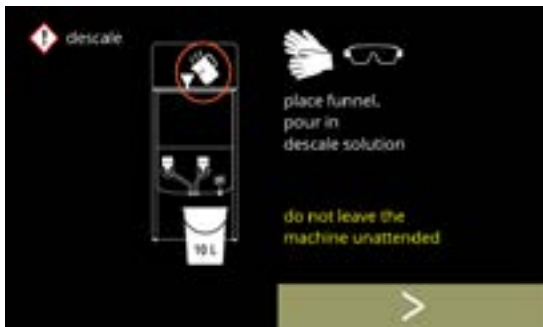 descale
place funnel,
pour in
descale solution
10 L
do not leave the
machine unattended